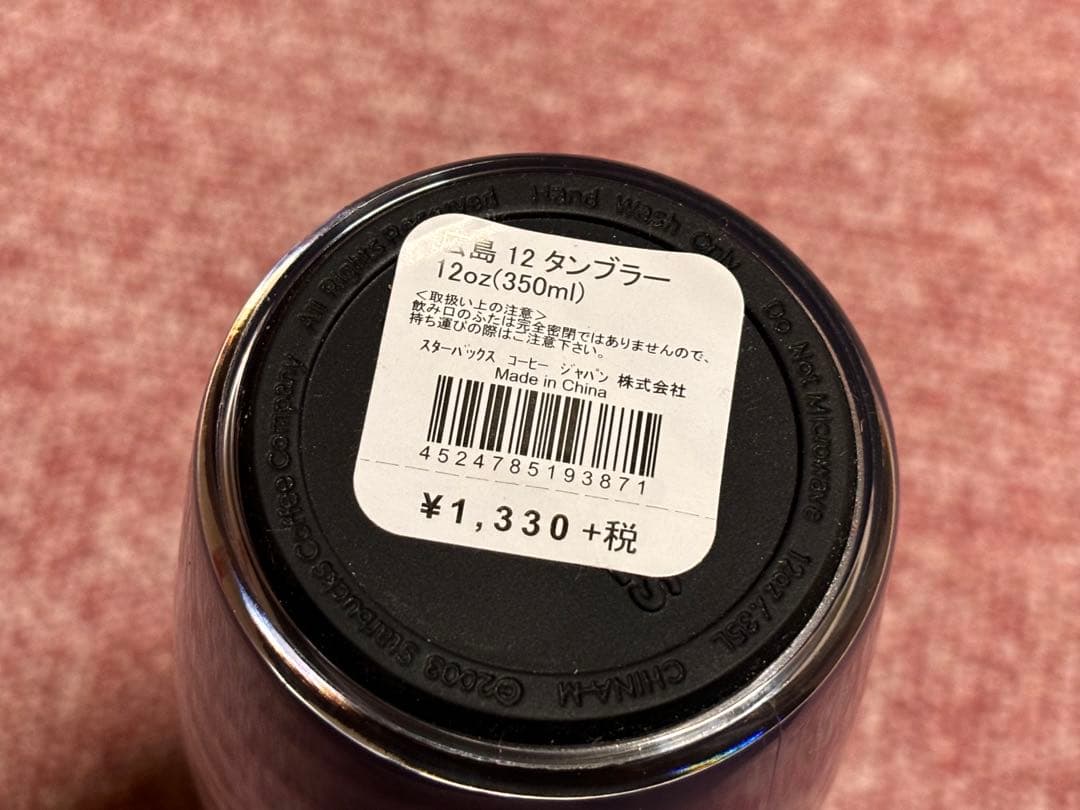 広島 12 タンブラー
12oz(350ml)
<取扱い上の注意>
飲み口のふたは完全密閉ではありませんので、
持ち運びの際はご注意下さい。
スターバックス コーヒー ジャパン 株式会社
Made in China
4524785193871
¥1,330+税
©2003 Starbucks Coffee Company All Rights Reserved Hand Wash Only Do Not Microwave 12oz/.35L CHINA-M